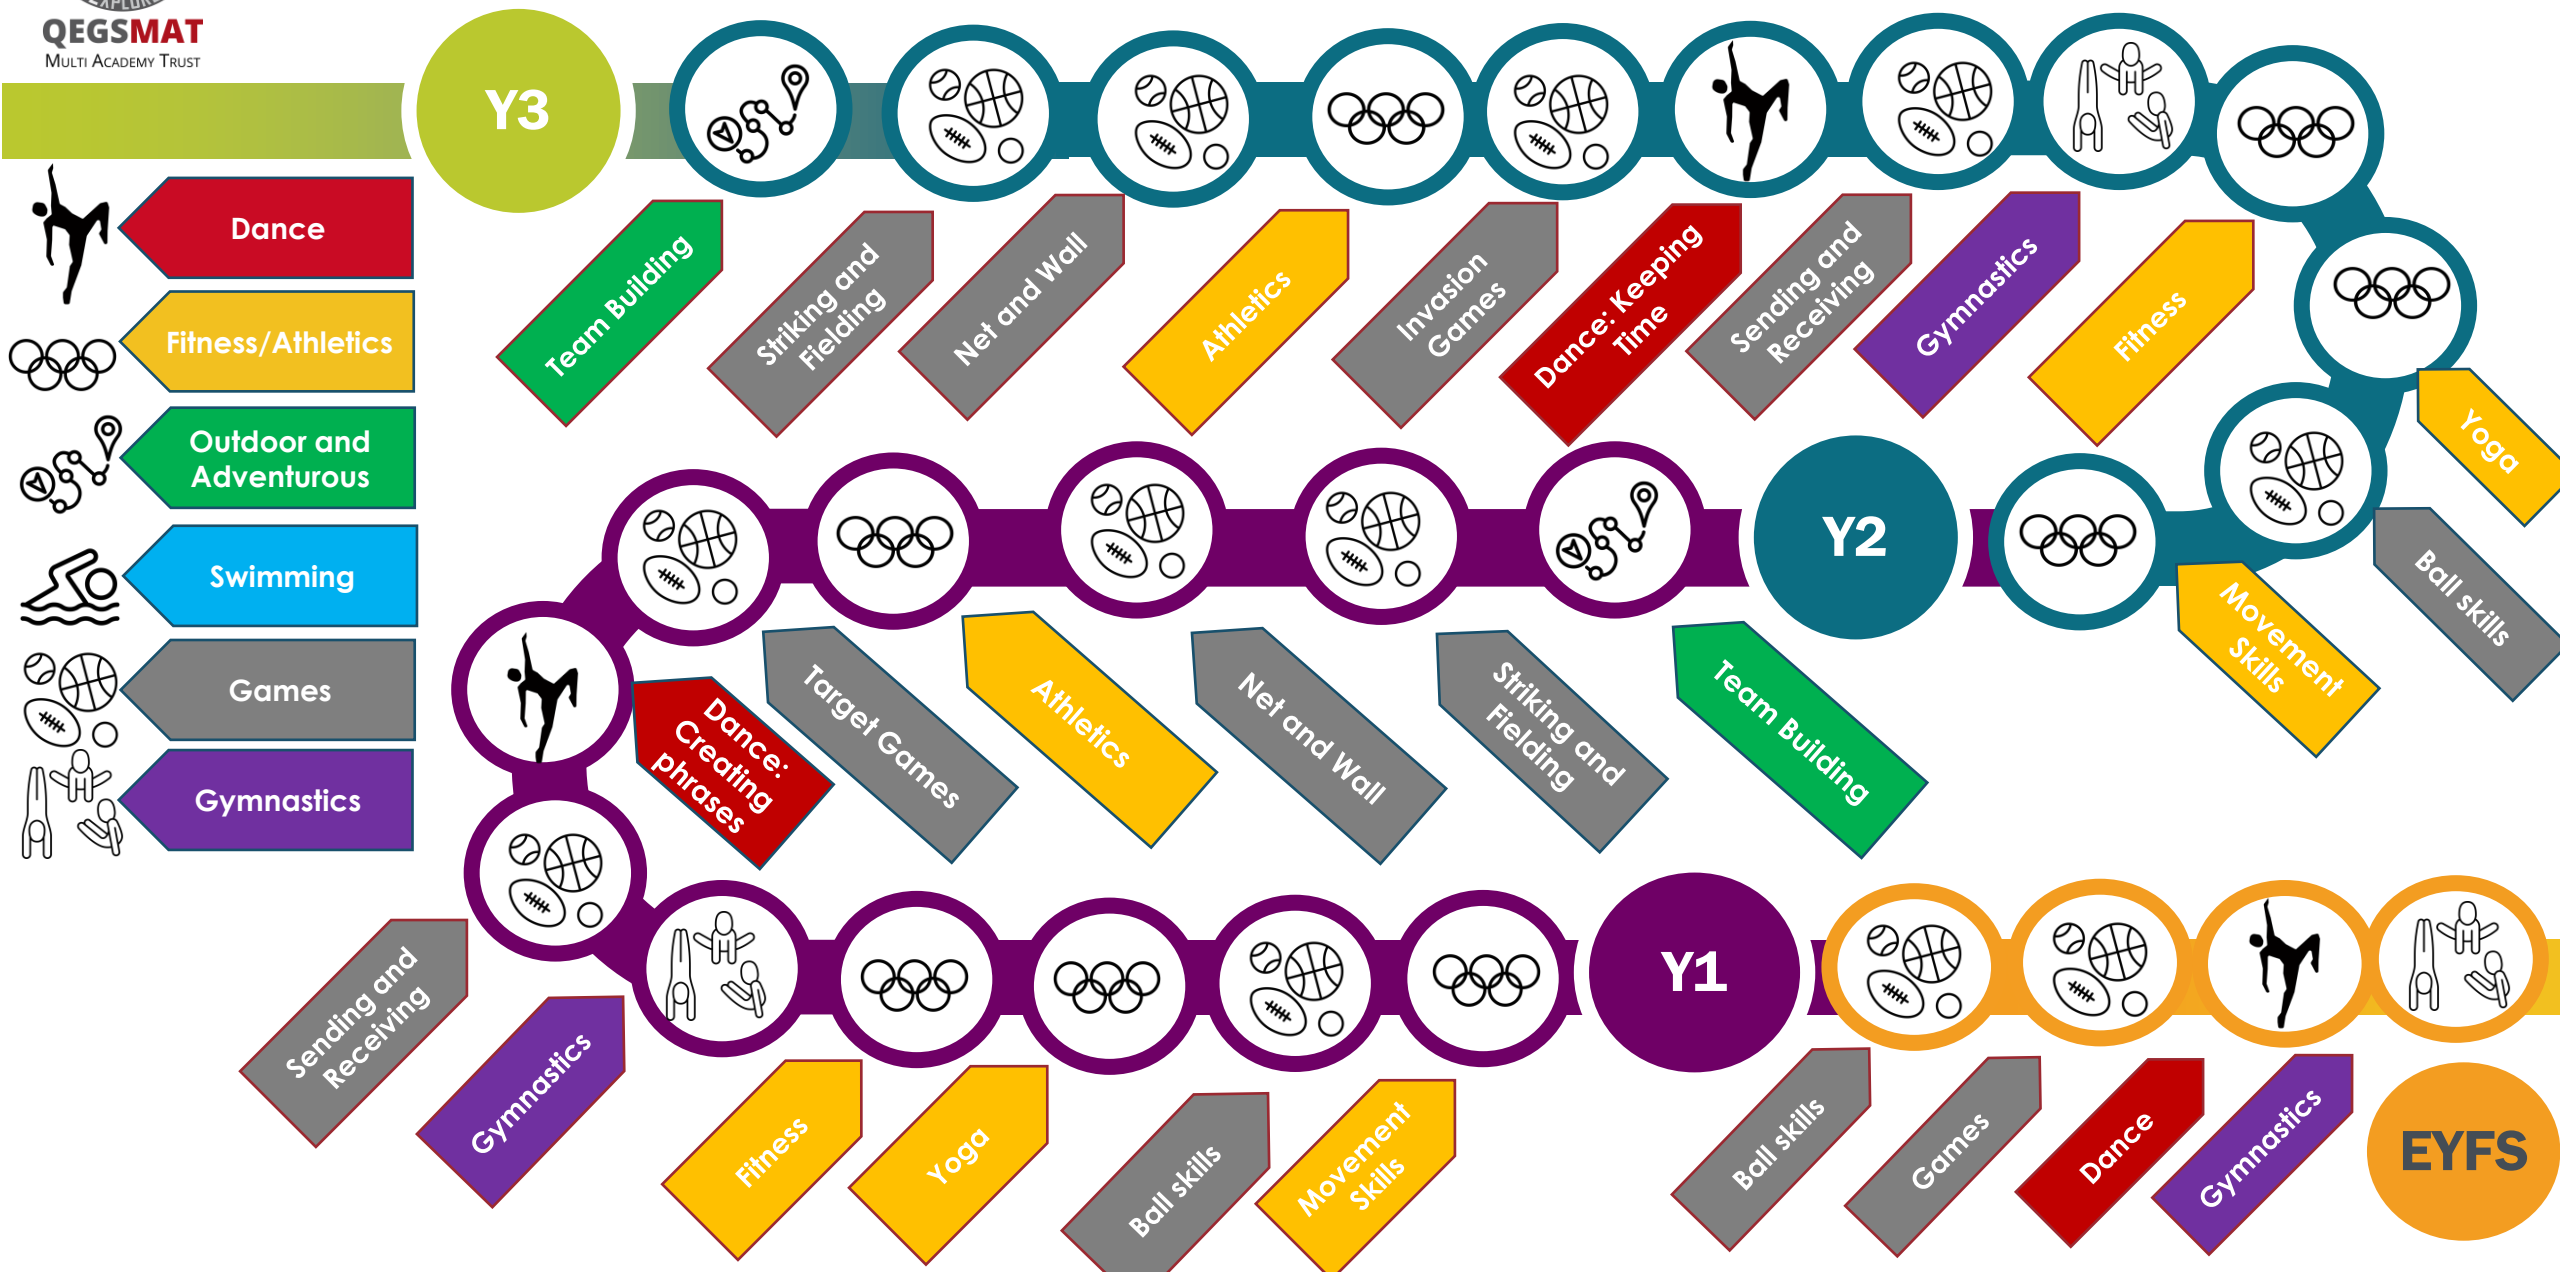 EXPLORE
QEGSMAT
MULTI ACADEMY TRUST
Y3
Team Building
Striking and
Fielding
Net and Wall
Athletics
Invasion
Games
Dance: Keeping
Time
Sending and
Receiving
Gymnastics
Fitness
Yoga
Ball skills
Movement
Skills
Dance
Fitness/Athletics
Outdoor and
Adventurous
Swimming
Games
Gymnastics
Y2
Dance:
Creating
phrases
Target Games
Athletics
Net and Wall
Striking and
Fielding
Team Building
Sending and
Receiving
Gymnastics
Fitness
Yoga
Ball skills
Movement
Skills
Y1
Ball skills
Games
Dance
Gymnastics
EYFS